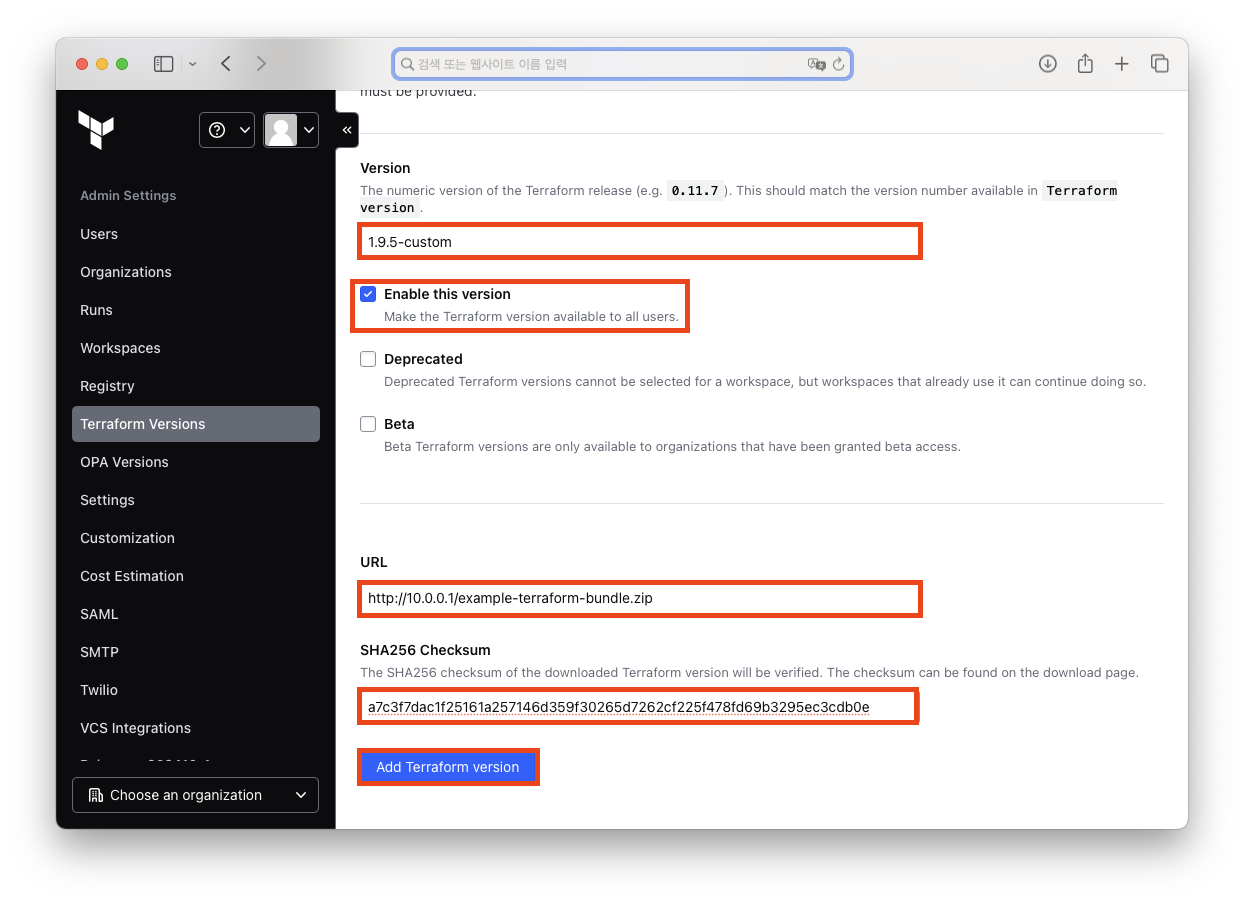 검색 또는 웹사이트 이름 입력
Admin Settings
Users
Organizations
Runs
Workspaces
Registry
Terraform Versions
OPA Versions
Settings
Customization
Cost Estimation
SAML
SMTP
Twilio
VCS Integrations
Choose an organization
must be provided.
Version
The numeric version of the Terraform release (e.g. 0.11.7 ). This should match the version number available in Terraform
version .
1.9.5-custom
Enable this version
Make the Terraform version available to all users.
Deprecated
Deprecated Terraform versions cannot be selected for a workspace, but workspaces that already use it can continue doing so.
Beta
Beta Terraform versions are only available to organizations that have been granted beta access.
URL
http://10.0.0.1/example-terraform-bundle.zip
SHA256 Checksum
The SHA256 checksum of the downloaded Terraform version will be verified. The checksum can be found on the download page.
a7c3f7dac1f25161a257146d359f30265d7262cf225f478fd69b3295ec3cdb0e
Add Terraform version